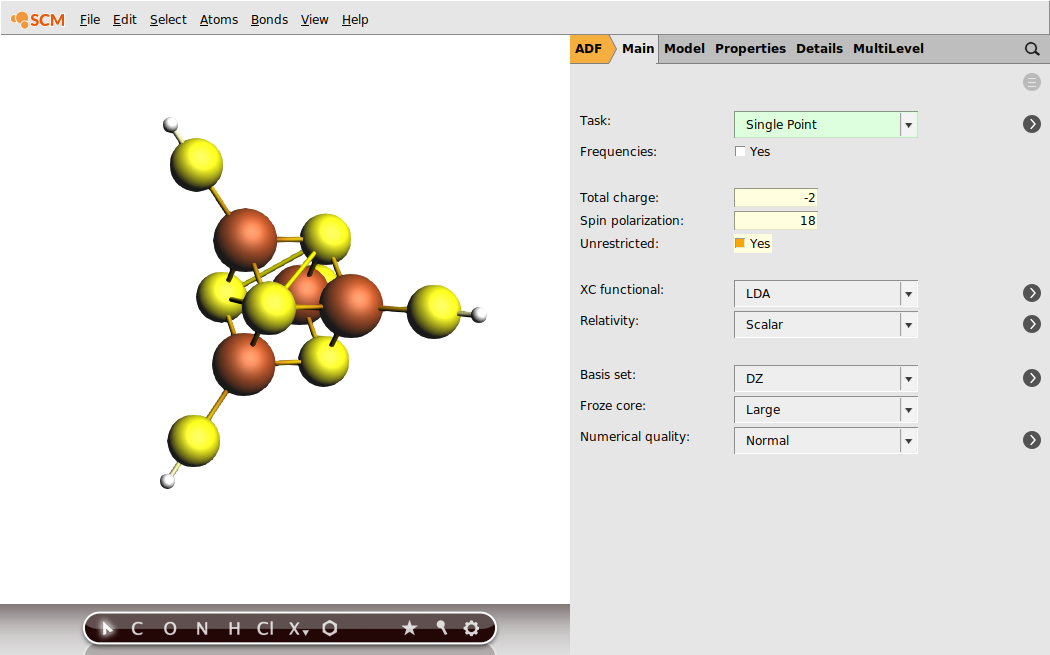 SCM File Edit Select Atoms Bonds View Help
ADF Main Model Properties Details MultiLevel
Task: Single Point
Frequencies: Yes
Total charge: -2
Spin polarization: 18
Unrestricted: Yes
XC functional: LDA
Relativity: Scalar
Basis set: DZ
Froze core: Large
Numerical quality: Normal
C O N H Cl X